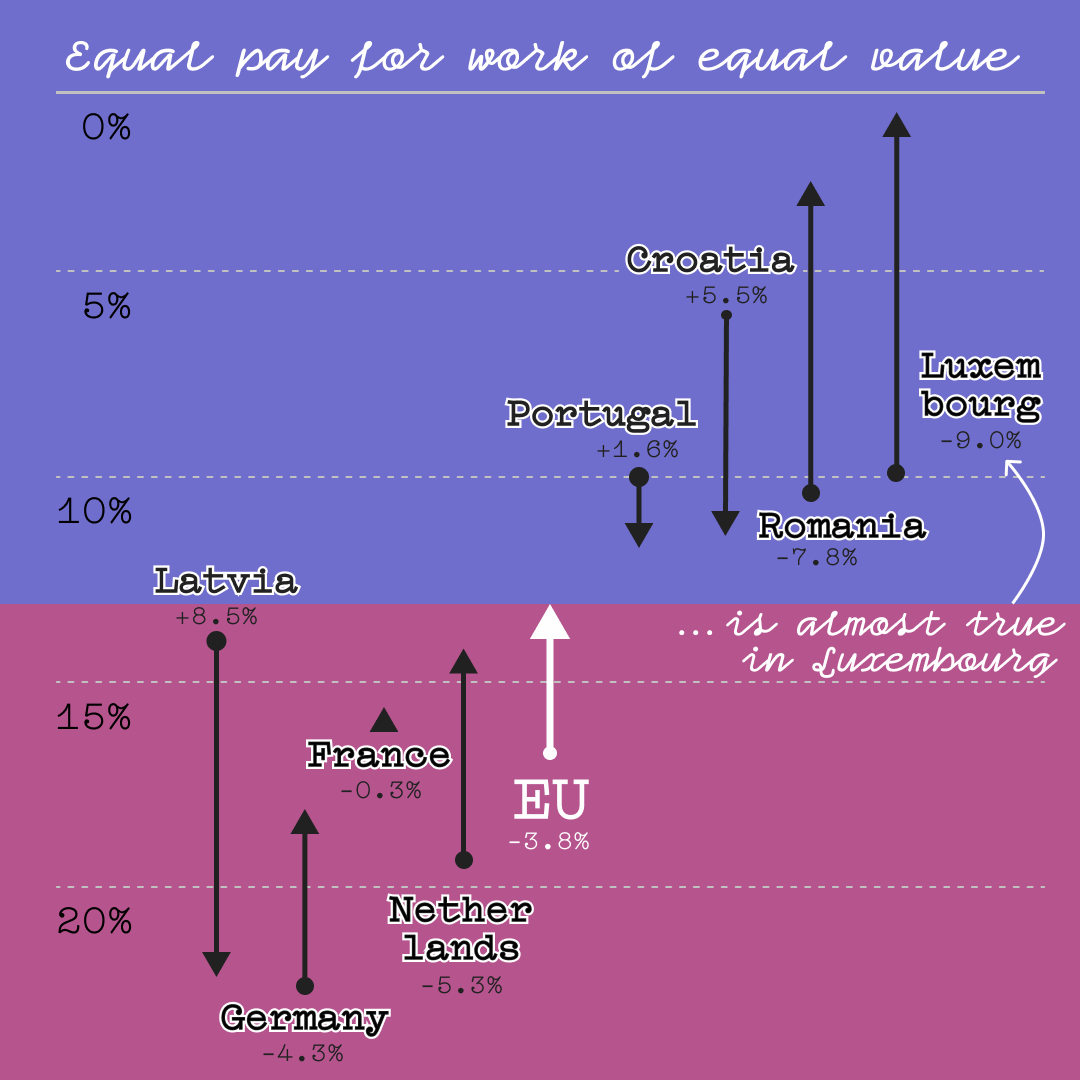 Equal pay for work of equal value
0%
Croatia
5%
+5.5%
Luxem
bourg
-9.0%
Portugal
+1.6%
10%
Romania
-7.8%
Latvia
+8.5%
...is almost true
in Luxembourg
15%
France
-0.3%
EU
-3.8%
20%
Nether
lands
-5.3%
Germany
-4.3%